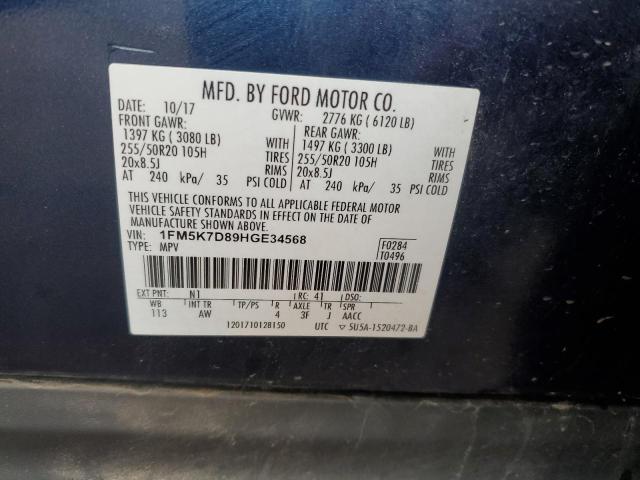 MFD. BY FORD MOTOR CO.
DATE: 10/17 GVWR: 2776 KG ( 6120 LB)
FRONT GAWR: REAR GAWR:
1397 KG ( 3080 LB) WITH 1497 KG ( 3300 LB) WITH
255/50R20 105H TIRES 255/50R20 105H TIRES
20x8.5J RIMS 20x8.5J RIMS
AT 240 kPa/ 35 PSI COLD AT 240 kPa/ 35 PSI COLD
THIS VEHICLE CONFORMS TO ALL APPLICABLE FEDERAL MOTOR
VEHICLE SAFETY STANDARDS IN EFFECT ON THE DATE OF
MANUFACTURE SHOWN ABOVE.
VIN: 1FM5K7D89HGE34568 F0284
TYPE: MPV T0496
EXT PNT: N1 RC: 41 DSO:
WB INT TR TP/PS R AXLE TR SPR
113 AW 4 3F J AACC
1201710128150 UTC 5U5A-1520472-BA